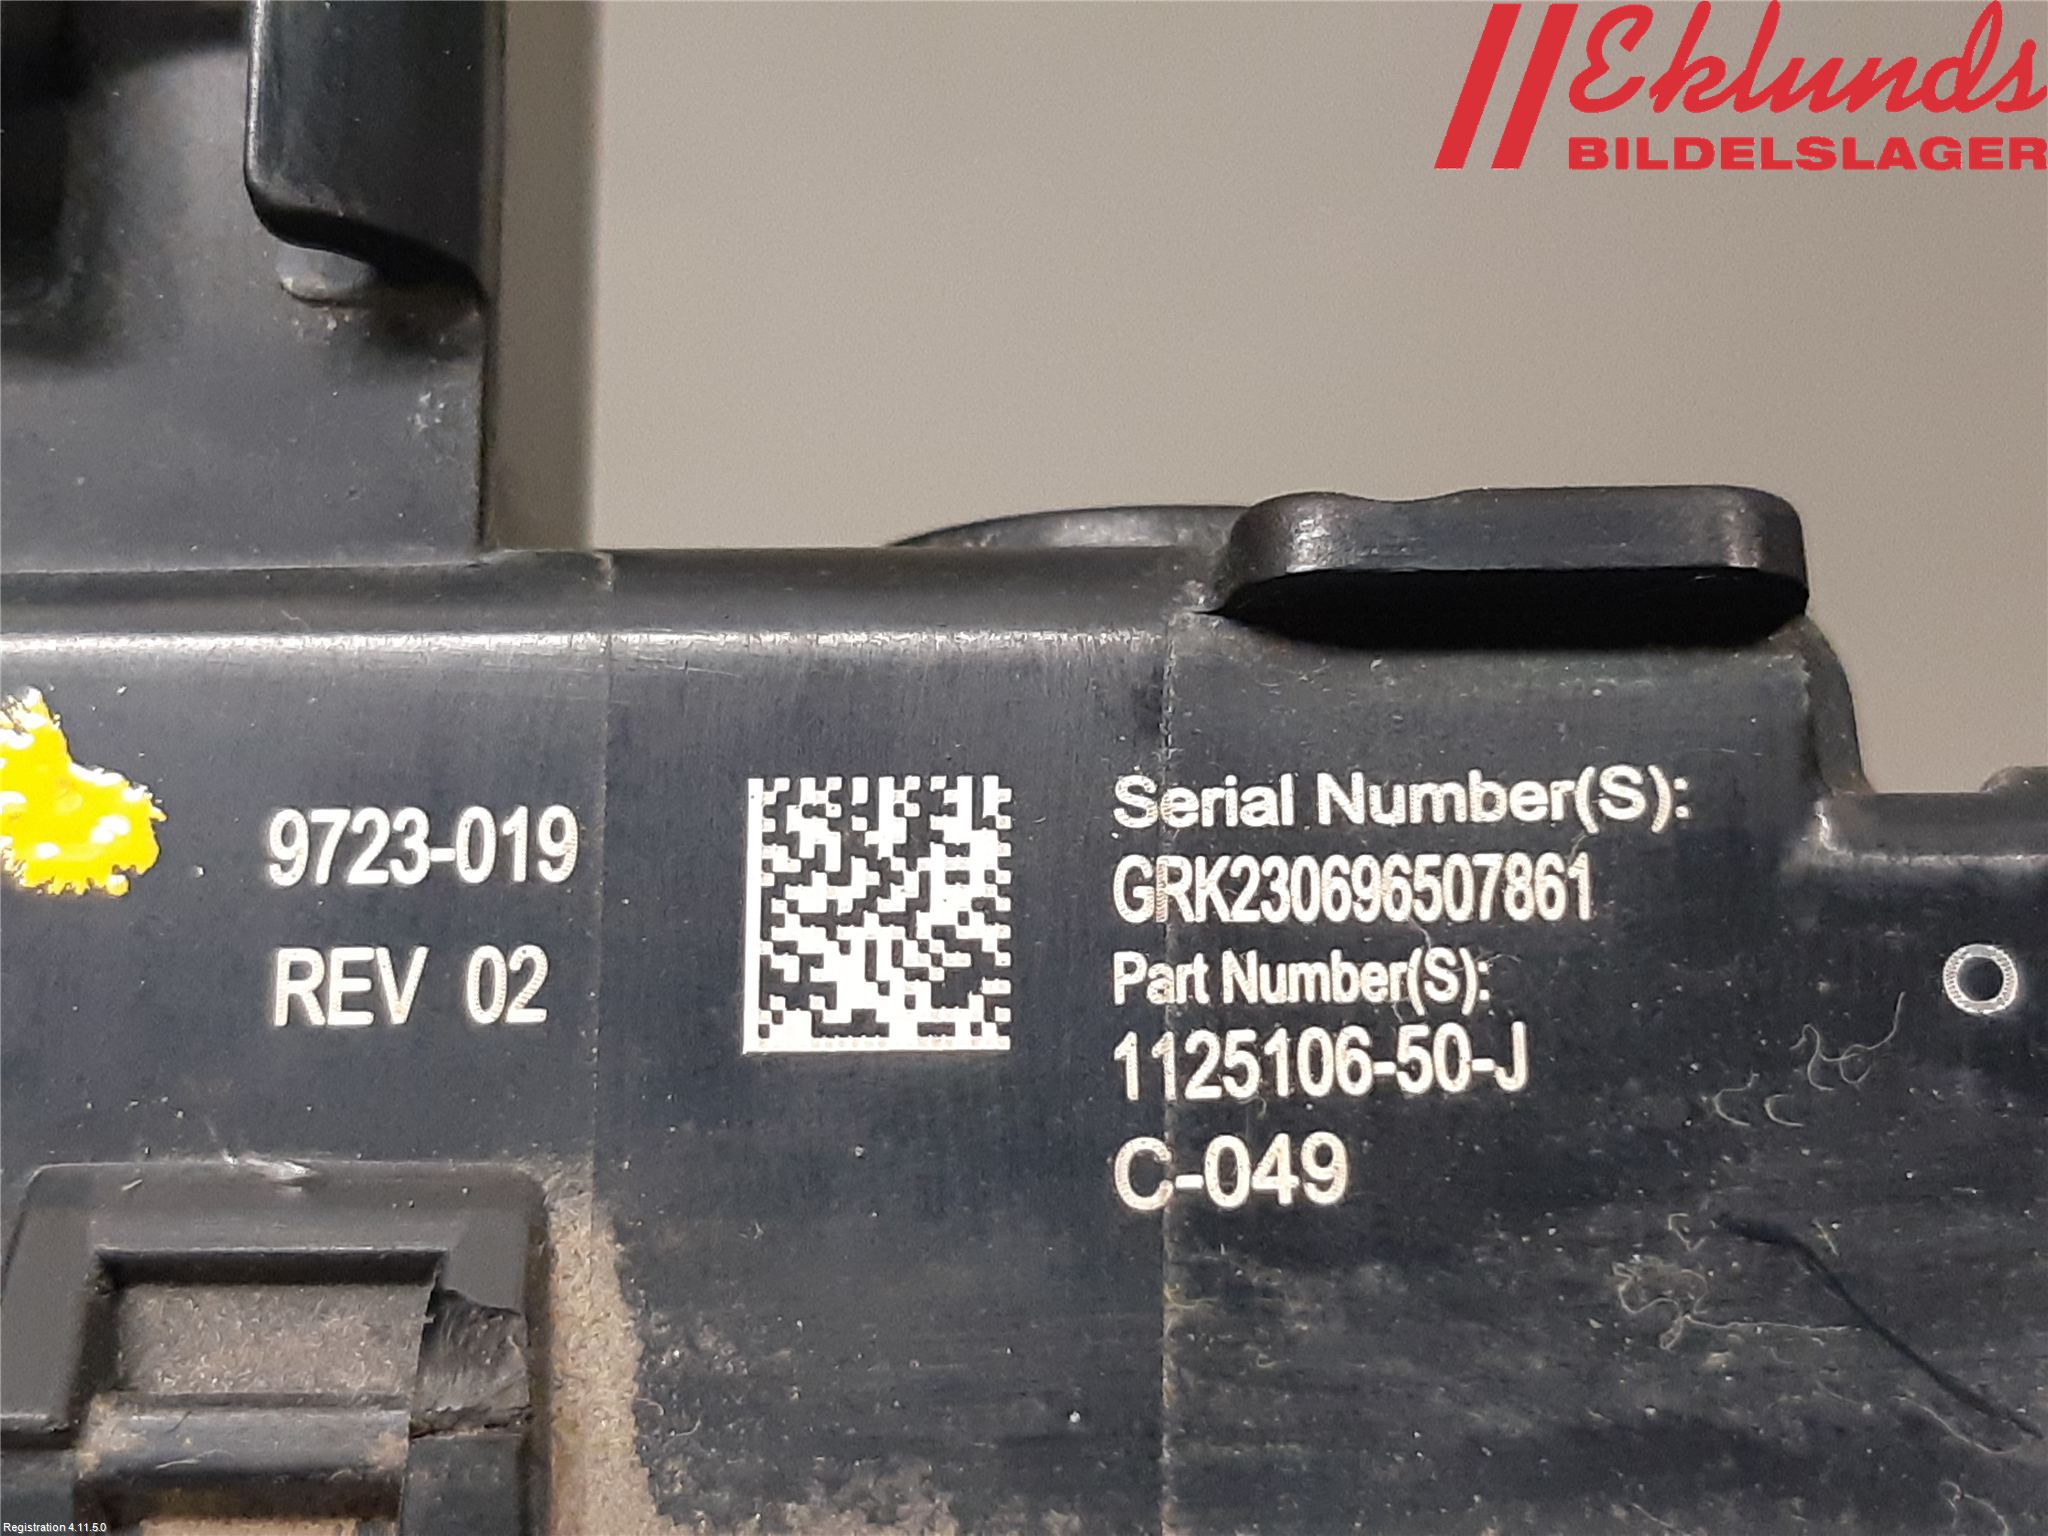 Eklunds
BILDELSLAGER
9723-019
REV 02
Serial Number(S):
GRK230696507861
Part Number(S):
1125106-50-J
C-049
Registration 4.11.5.0